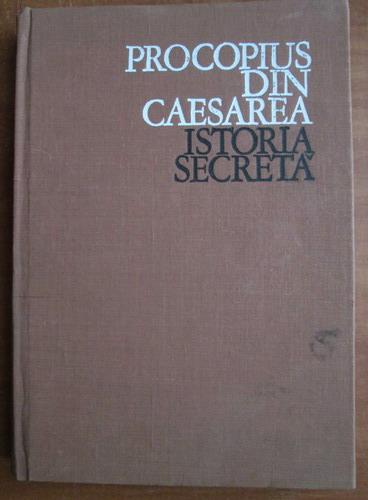 PROCOPIUS
DIN
CAESAREA
ISTORIA
SECRETĂ